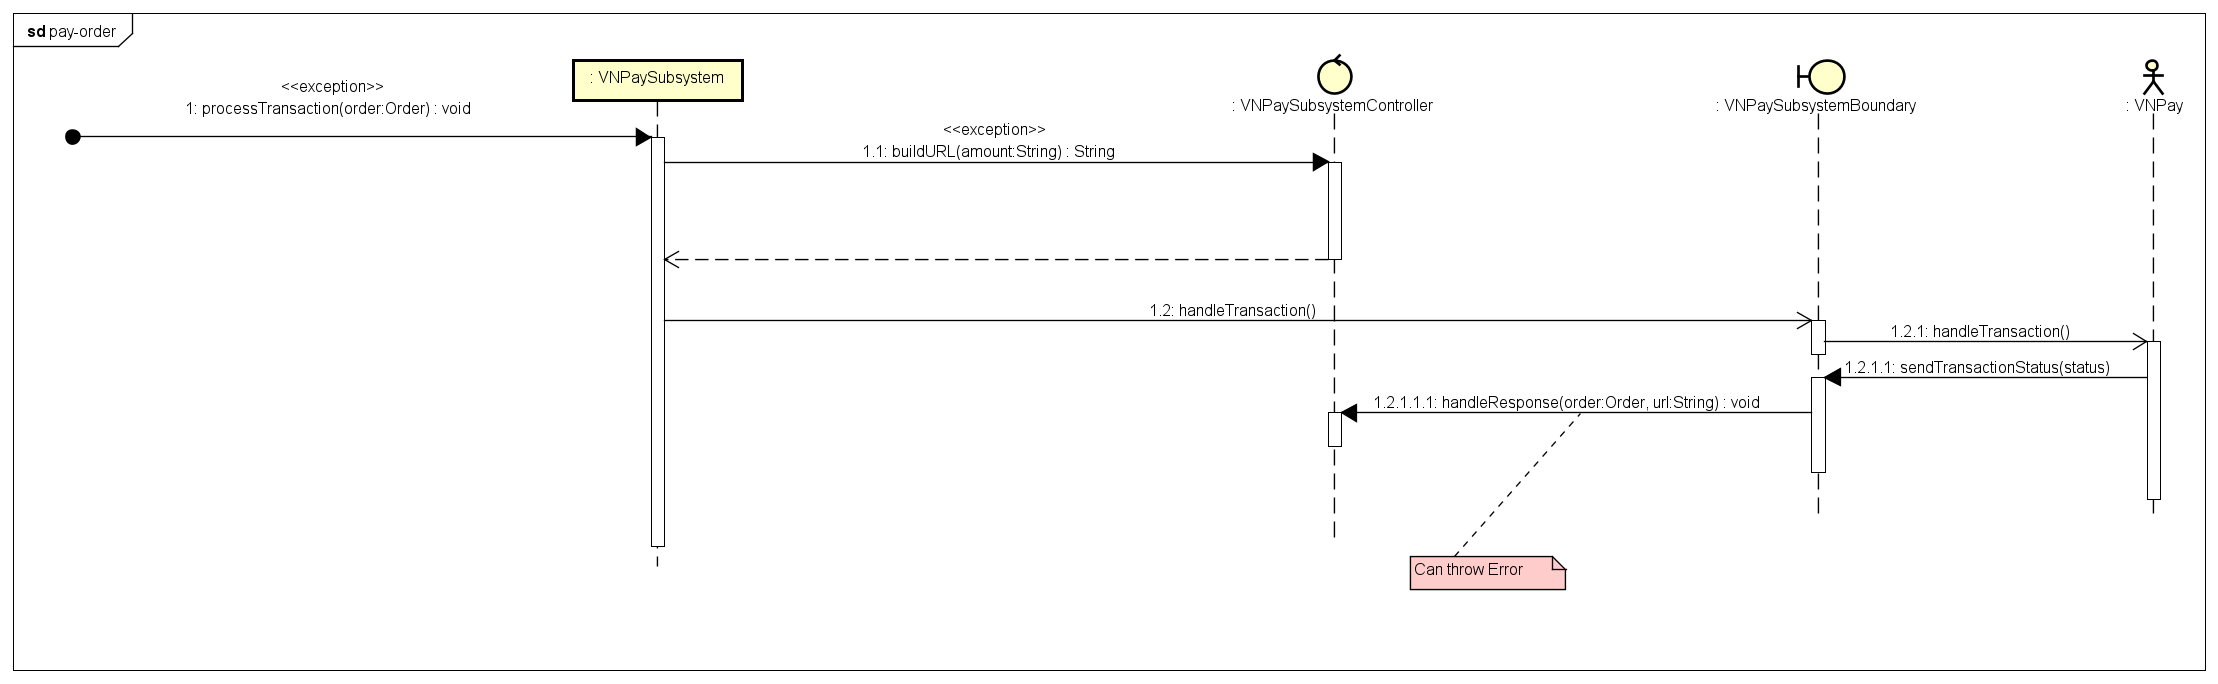 sd pay-order
: VNPaySubsystem
: VNPaySubsystemController
: VNPaySubsystemBoundary
: VNPay
<<exception>>
1: processTransaction(order:Order) : void
<<exception>>
1.1: buildURL(amount:String) : String
1.2: handleTransaction()
1.2.1: handleTransaction()
1.2.1.1: sendTransactionStatus(status)
1.2.1.1.1: handleResponse(order:Order, url:String) : void
Can throw Error